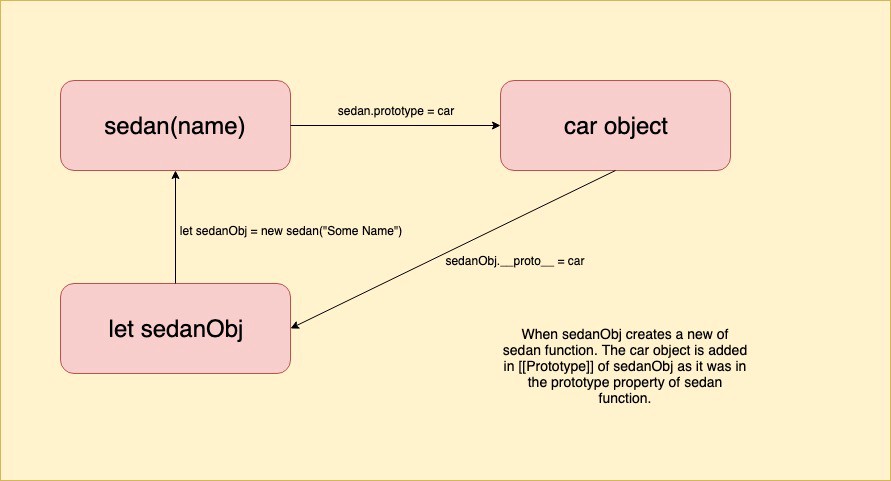 sedan(name)
sedan.prototype = car
car object
let sedanObj = new sedan("Some Name")
sedanObj.__proto__ = car
let sedanObj
When sedanObj creates a new of
sedan function. The car object is added
in [[Prototype]] of sedanObj as it was in
the prototype property of sedan
function.